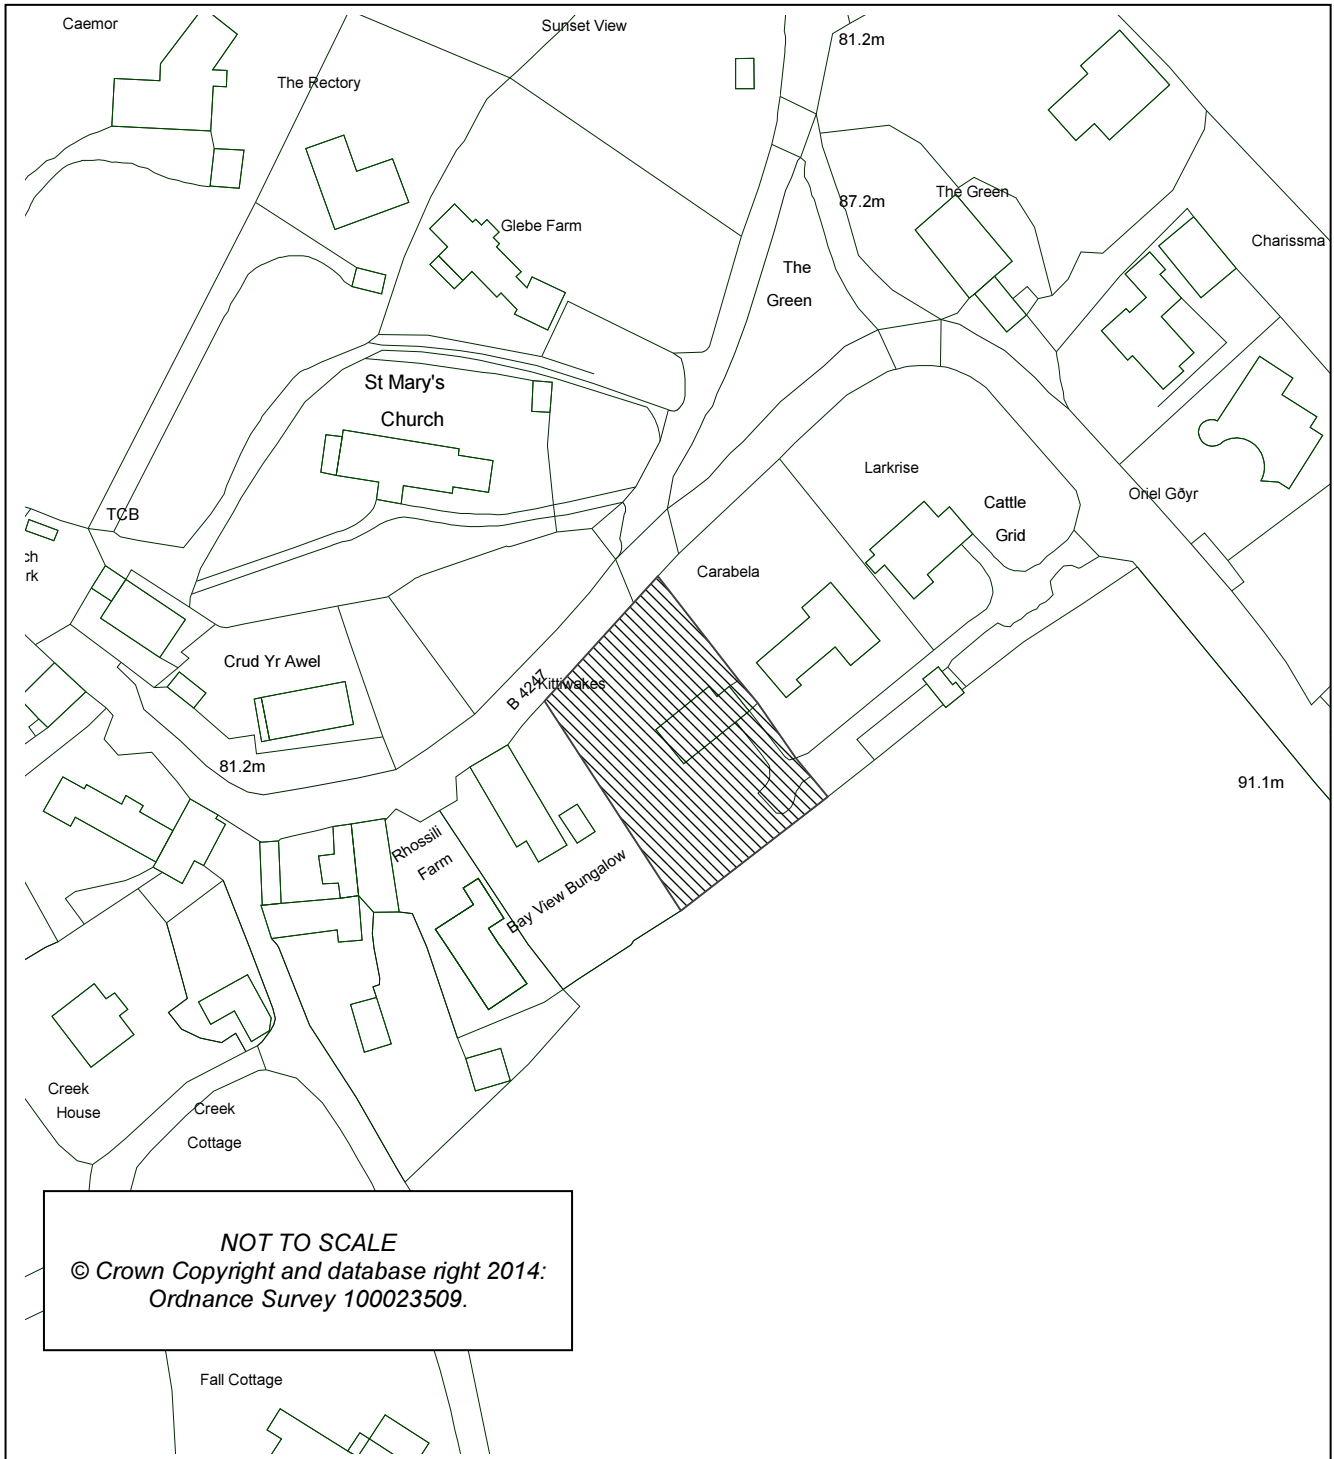 Caemor
Sunset View
81.2m
The Rectory
87.2m
The Green
Glebe Farm
Charissma
The
Green
St Mary's
Church
Larkrise
Oriel Gðyr
Cattle
Grid
TCB
ch
rk
Carabela
Crud Yr Awel
B 4247
Kittiwakes
81.2m
91.1m
Rhossili
Farm
Bay View Bungalow
Creek
House
Creek
Cottage
NOT TO SCALE
© Crown Copyright and database right 2014:
Ordnance Survey 100023509.
Fall Cottage